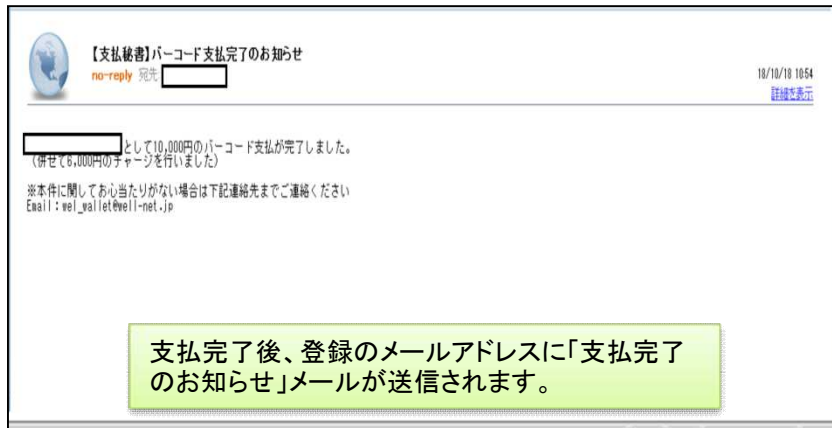 【支払秘書】バーコード支払完了のお知らせ
no-reply 宛先
18/10/18 10:54
詳細を表示
として10,000円のバーコード支払が完了しました。
(併せて6,000円のチャージを行いました)
※本件に関してお心当たりがない場合は下記連絡先までご連絡ください
Email:wel_wallet@well-net.jp
支払完了後、登録のメールアドレスに「支払完了
のお知らせ」メールが送信されます。